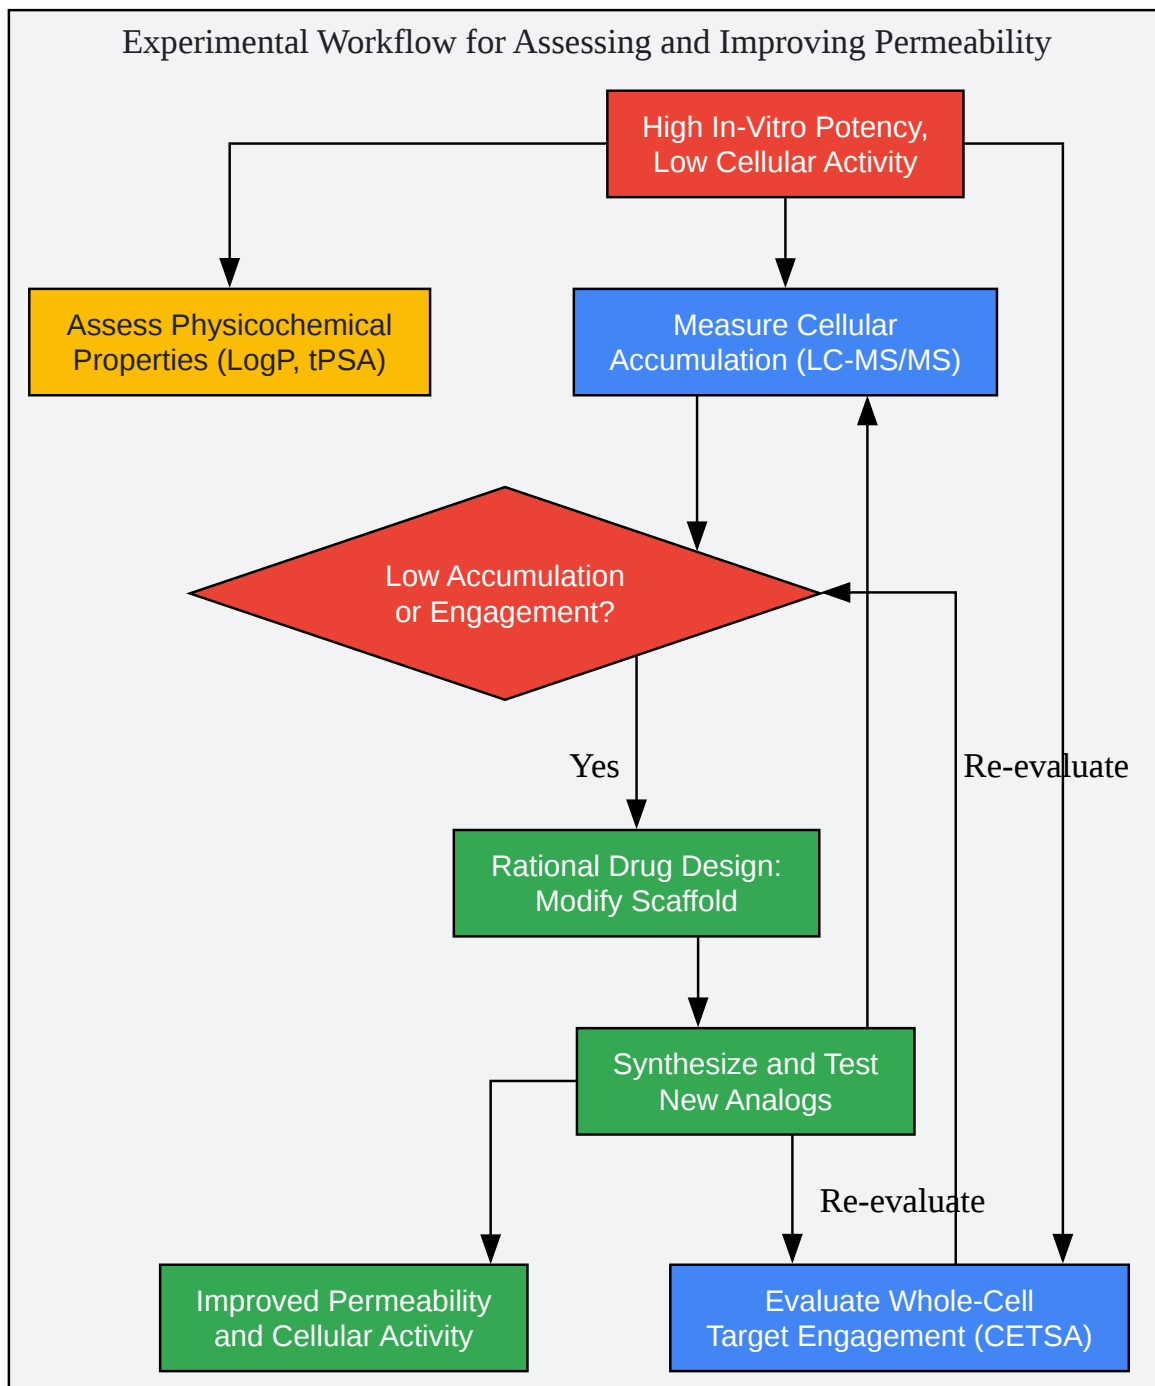 Experimental Workflow for Assessing and Improving Permeability
High In-Vitro Potency,
Low Cellular Activity
Assess Physicochemical
Properties (LogP, tPSA)
Measure Cellular
Accumulation (LC-MS/MS)
Low Accumulation
or Engagement?
Yes
Re-evaluate
Rational Drug Design:
Modify Scaffold
Synthesize and Test
New Analogs
Re-evaluate
Improved Permeability
and Cellular Activity
Evaluate Whole-Cell
Target Engagement (CETSA)